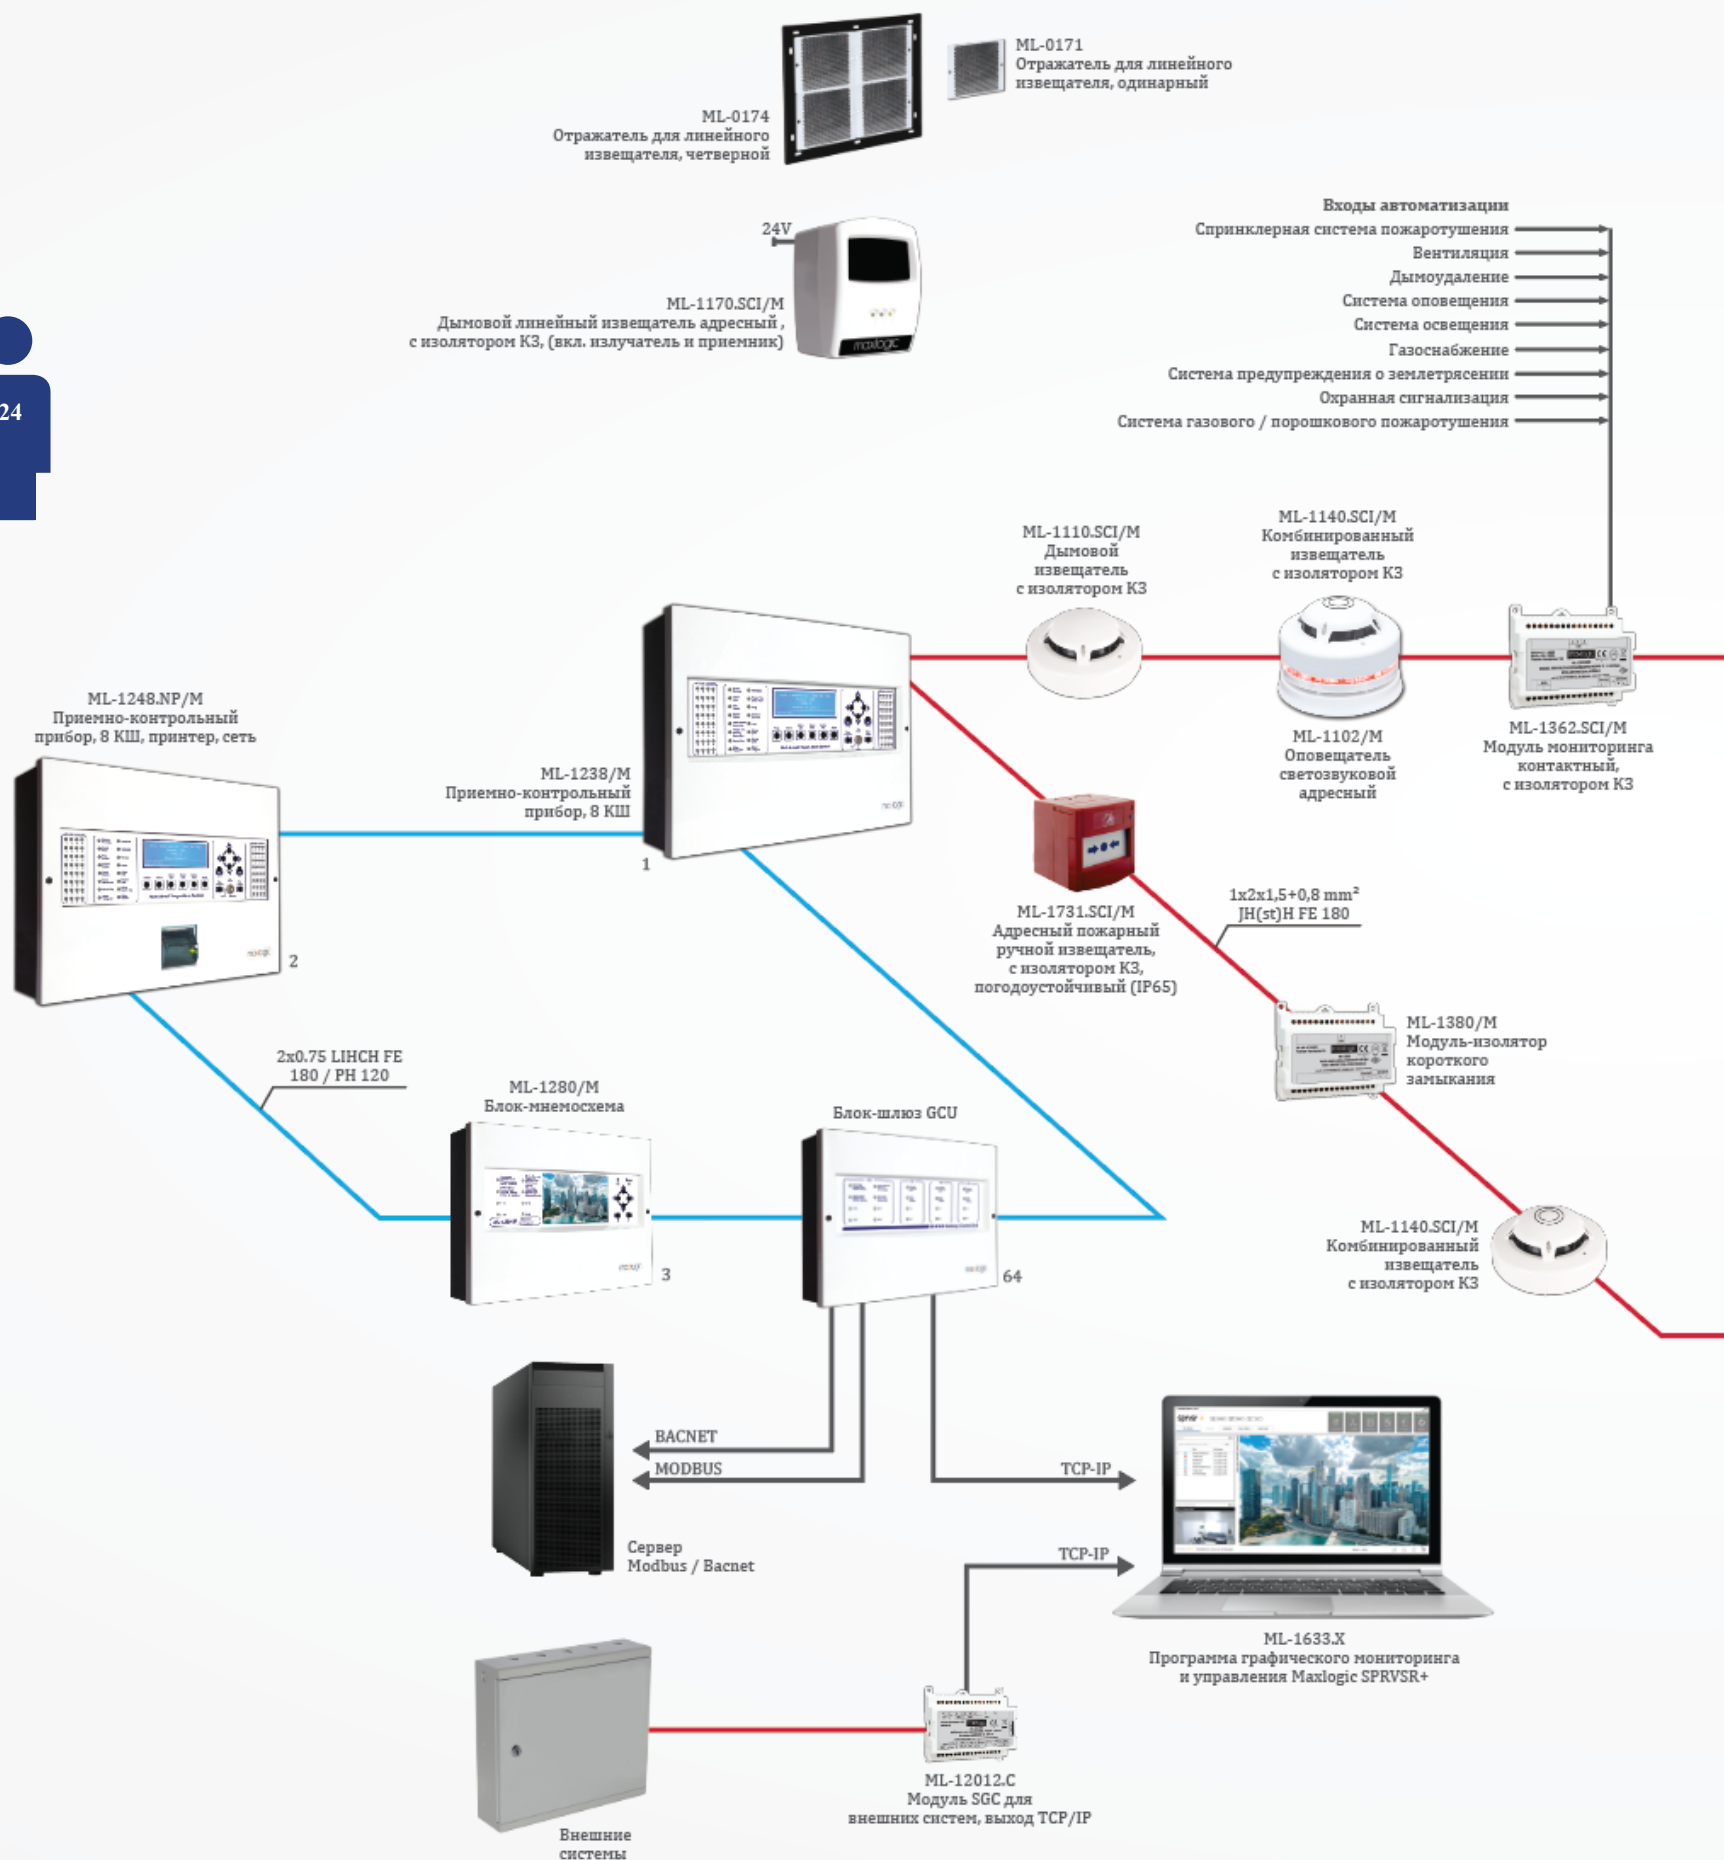 ML-0171
Отражатель для линейного
извещателя, одинарный
ML-0174
Отражатель для линейного
извещателя, четверной
24V
ML-1170.SCI/M
Дымовой линейный извещатель адресный ,
с изолятором КЗ, (вкл. излучатель и приемник)
maxlogic
Входы автоматизации
Спринклерная система пожаротушения
Вентиляция
Дымоудаление
Система оповещения
Система освещения
Газоснабжение
Система предупреждения о землетрясении
Охранная сигнализация
Система газового / порошкового пожаротушения
24
ML-1110.SCI/M
Дымовой
извещатель
с изолятором КЗ
ML-1140.SCI/M
Комбинированный
извещатель
с изолятором КЗ
ML-1102/M
Оповещатель
светозвуковой
адресный
ML-1362.SCI/M
Модуль мониторинга
контактный,
с изолятором КЗ
ML-1248.NP/M
Приемно-контрольный
прибор, 8 КШ, принтер, сеть
2
ML-1238/M
Приемно-контрольный
прибор, 8 КШ
1
ML-1731.SCI/M
Адресный пожарный
ручной извещатель,
с изолятором КЗ,
погодоустойчивый (IP65)
1x2x1,5+0,8 mm²
JH(st)H FE 180
ML-1380/M
Модуль-изолятор
короткого
замыкания
2x0.75 LIHCH FE
180 / PH 120
ML-1280/M
Блок-мнемосхема
3
Блок-шлюз GCU
64
ML-1140.SCI/M
Комбинированный
извещатель
с изолятором КЗ
BACNET
MODBUS
TCP-IP
Сервер
Modbus / Bacnet
TCP-IP
sprvsr
ML-1633.X
Программа графического мониторинга
и управления Maxlogic SPRVSR+
ML-12012.C
Модуль SGC для
внешних систем, выход TCP/IP
Внешние
системы